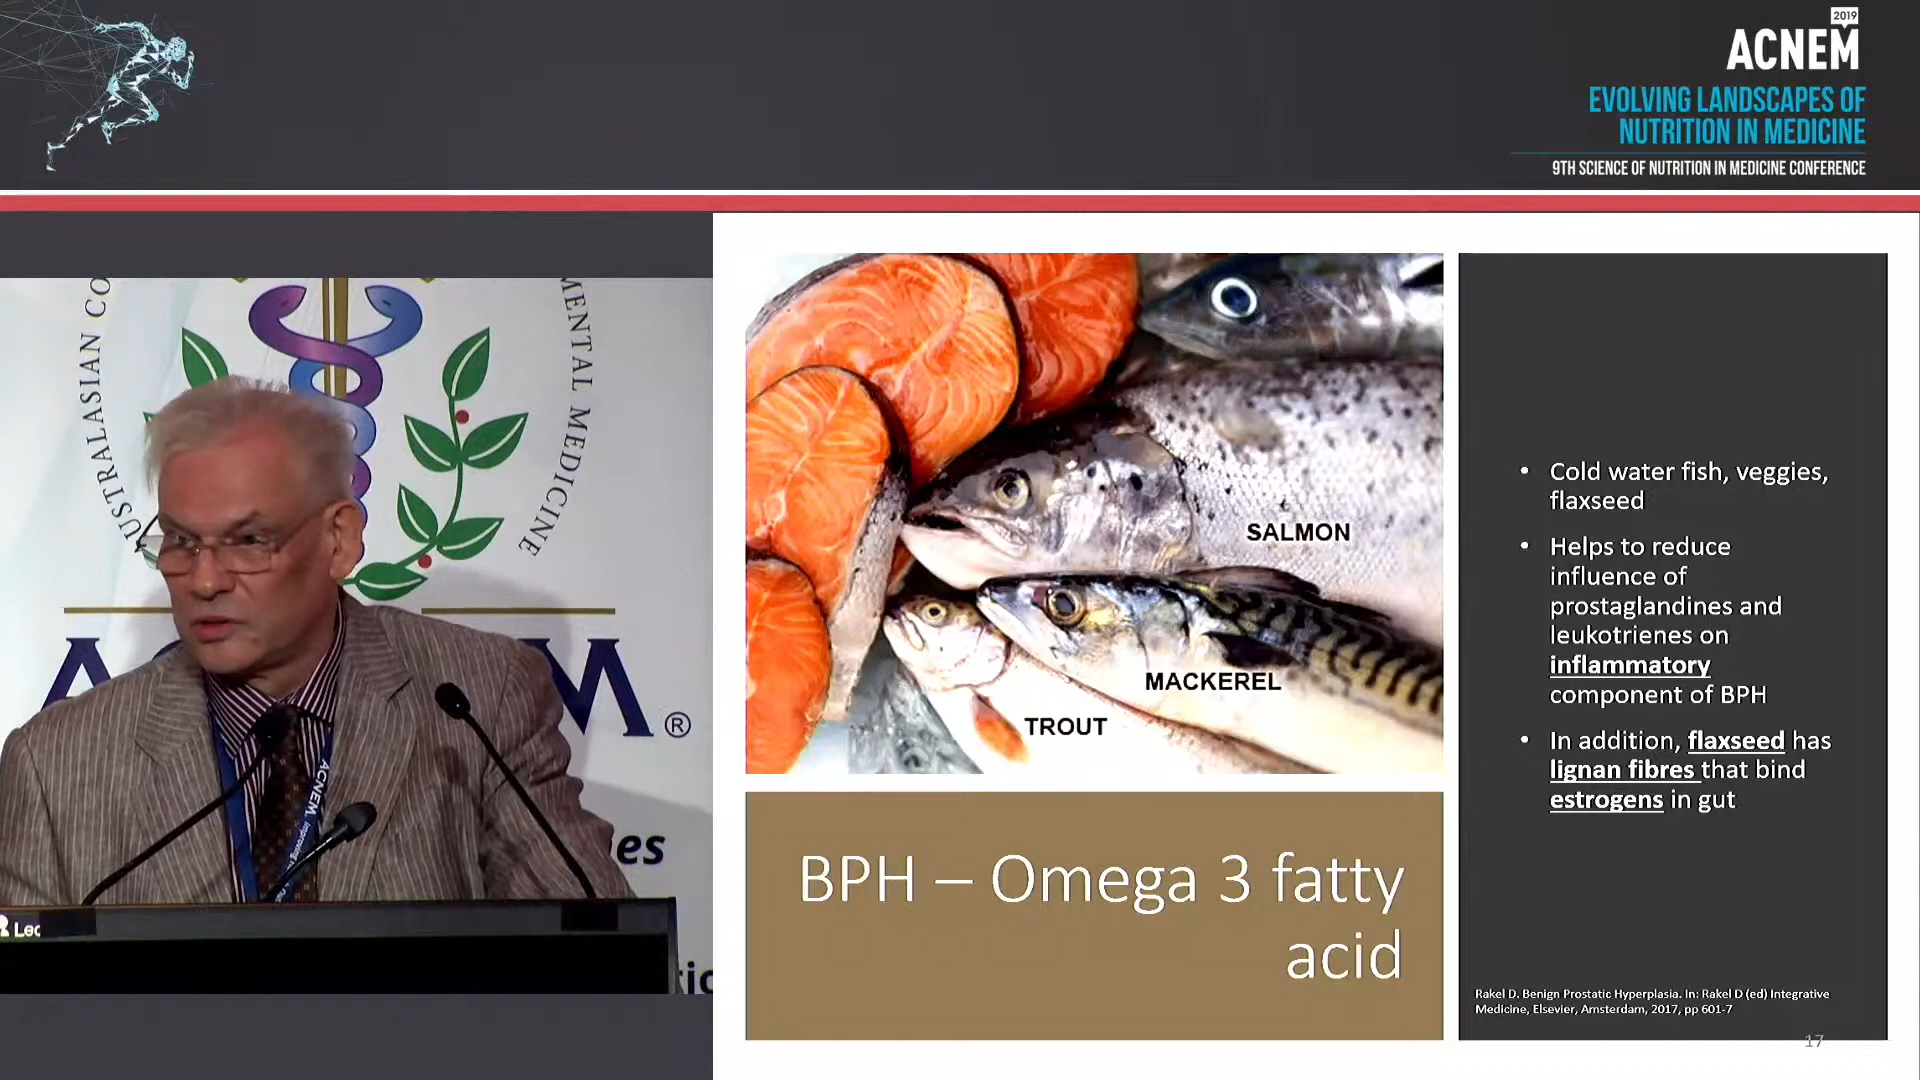 2019
ACNEM
EVOLVING LANDSCAPES OF
NUTRITION IN MEDICINE
9TH SCIENCE OF NUTRITION IN MEDICINE CONFERENCE
USTRALASIAN CO
MENTAL MEDICINE
®
ACNEM.
es
SALMON
MACKEREL
TROUT
BPH – Omega 3 fatty
acid
• Cold water fish, veggies,
flaxseed
• Helps to reduce
influence of
prostaglandines and
leukotrienes on
inflammatory
component of BPH
• In addition, flaxseed has
lignan fibres that bind
estrogens in gut
Rakel D. Benign Prostatic Hyperplasia. In: Rakel D (ed) Integrative
Medicine, Elsevier, Amsterdam, 2017, pp 601-7
17